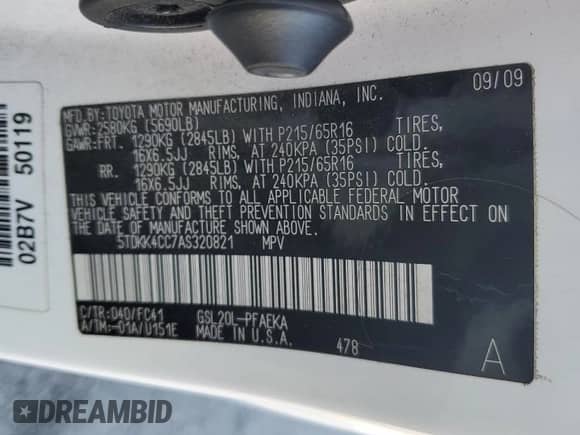 09/09
MFD.BY:TOYOTA MOTOR MANUFACTURING, INDIANA, INC.
GVWR:2580KG (5690LB)
GAWR:FRT. 1290KG (2845LB) WITH P215/65R16 TIRES,
16X6.5JJ RIMS, AT 240KPA (35PSI) COLD.
RR. 1290KG (2845LB) WITH P215/65R16 TIRES,
16X6.5JJ RIMS, AT 240KPA (35PSI) COLD.
THIS VEHICLE CONFORMS TO ALL APPLICABLE FEDERAL MOTOR
VEHICLE SAFETY AND THEFT PREVENTION STANDARDS IN EFFECT ON
THE DATE OF MANUFACTURE SHOWN ABOVE.
5TDKK4CC7AS320821 MPV
C/TR:040/FC41 GSL20L-PFAEKA
A/TM:-01A/U151E MADE IN U.S.A.
478
A
02B7V 50119
DREAMBID